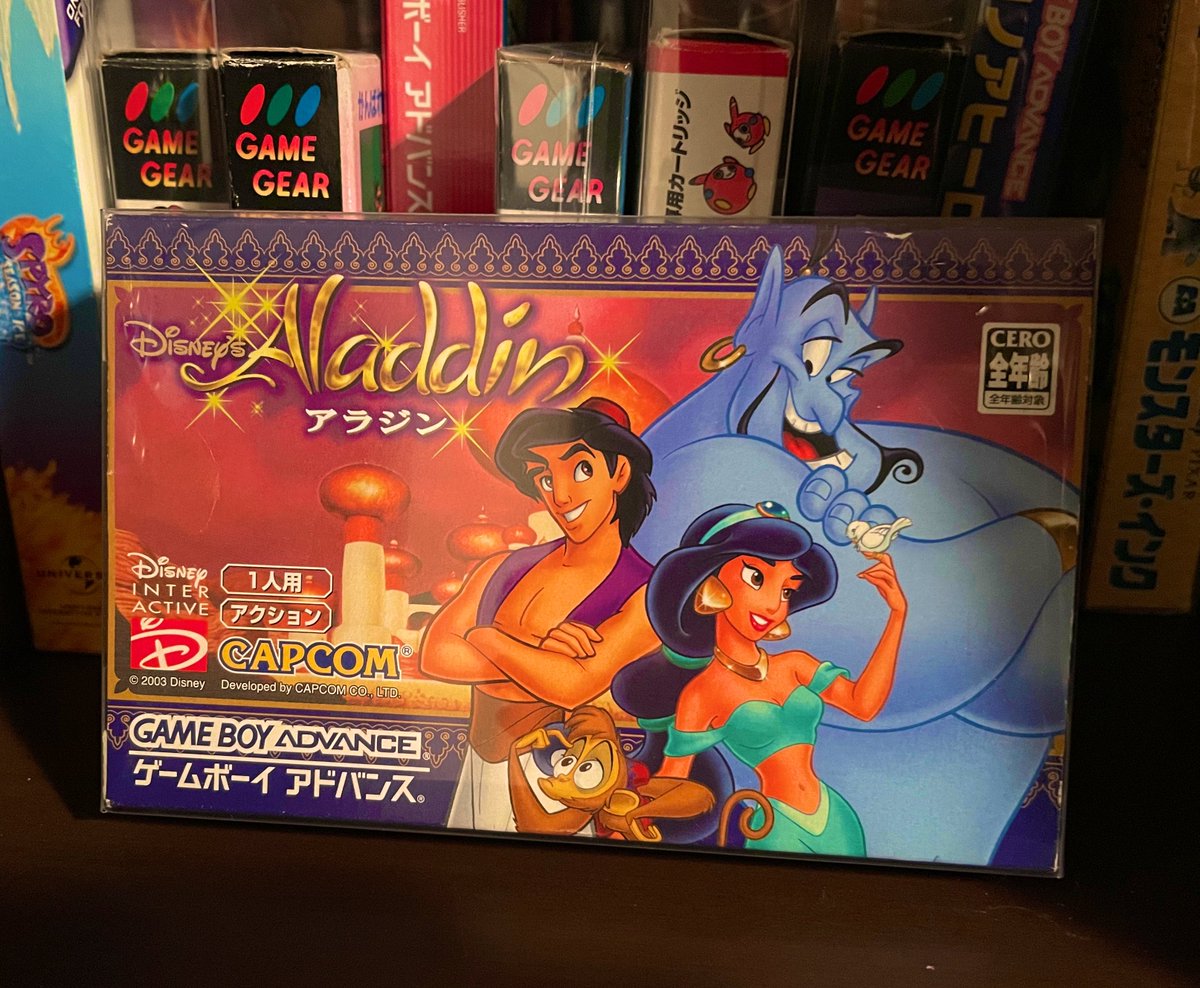 GAME
GEAR
GAME
GEAR
ボーイ アドバンス
GAME
GEAR
専用カートリッジ
GAME
GEAR
BOY ADVANCE
SPYRO
モンスターズ・インク
DISNEY'S
Aladdin
アラジン
CERO
全年齢
全年齢対象
DISNEY
INTER
ACTIVE
1人用
アクション
CAPCOM®
© 2003 Disney
Developed by CAPCOM CO., LTD.
GAME BOY ADVANCE
ゲームボーイ アドバンス®